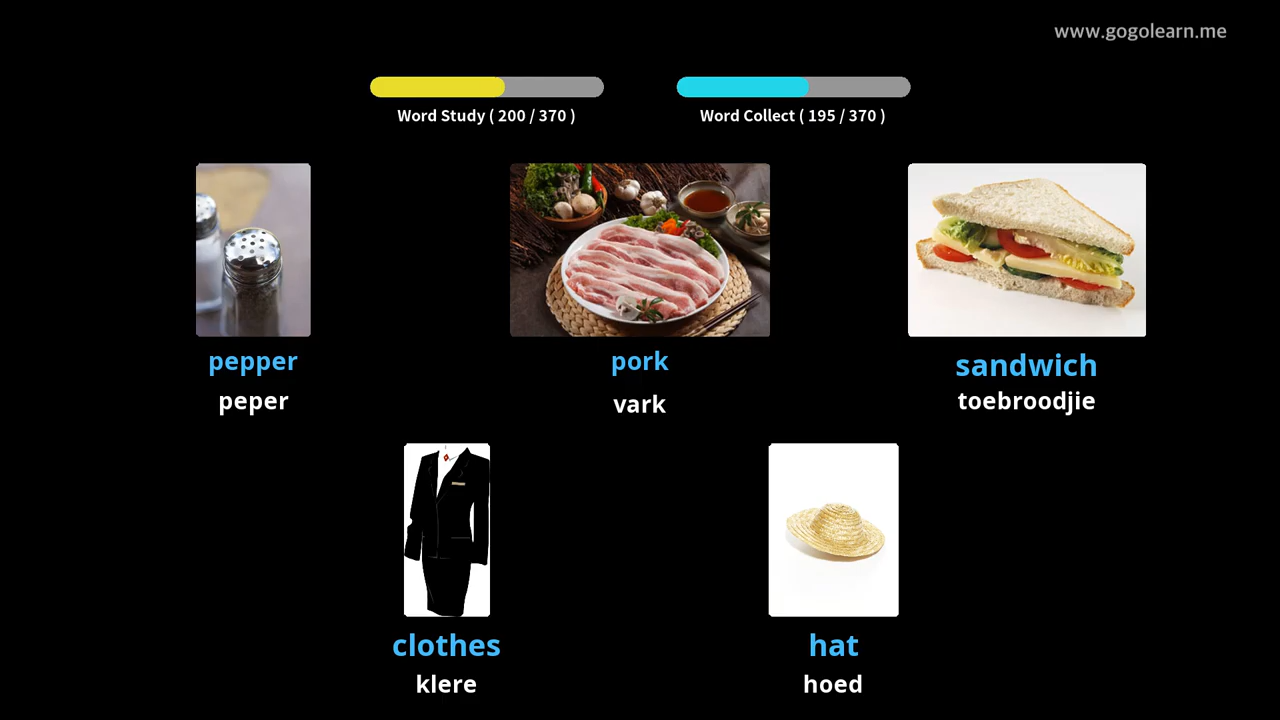 www.gogolearn.me
Word Study ( 200 / 370 )
Word Collect ( 195 / 370 )
pepper
peper
pork
vark
sandwich
toebroodjie
clothes
klere
hat
hoed